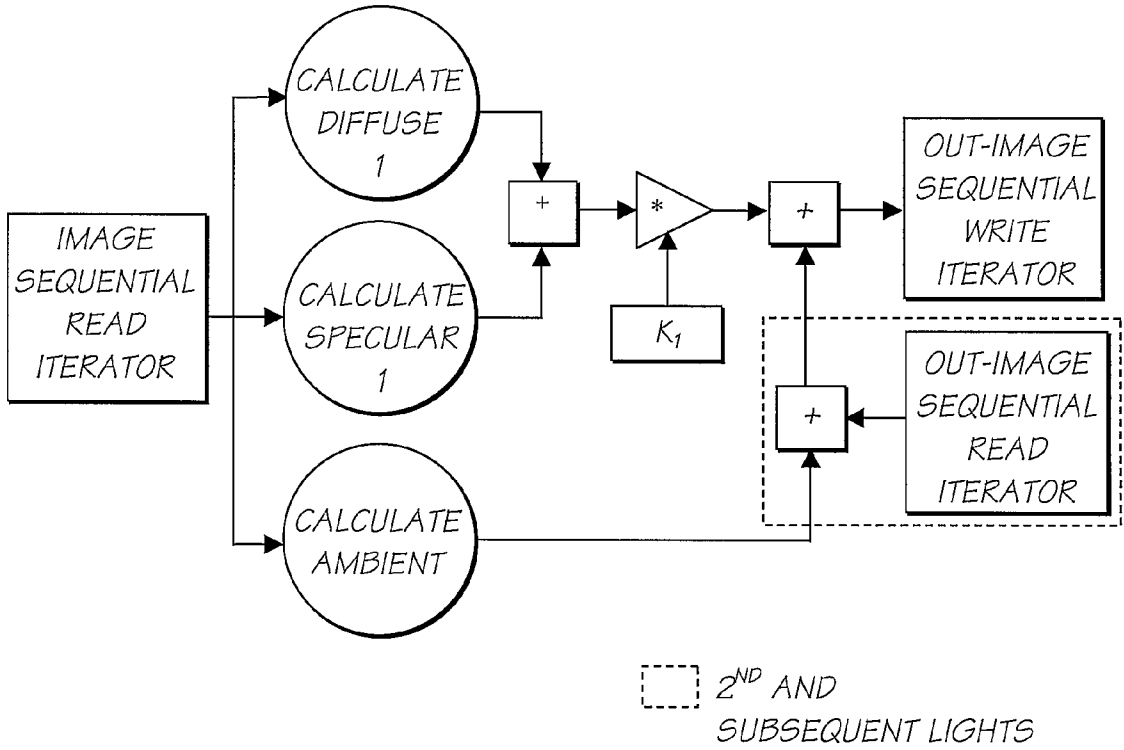 CALCULATE
DIFFUSE
1
IMAGE
SEQUENTIAL
READ
ITERATOR
CALCULATE
SPECULAR
1
CALCULATE
AMBIENT
+
*
K1
+
OUT-IMAGE
SEQUENTIAL
WRITE
ITERATOR
+
OUT-IMAGE
SEQUENTIAL
READ
ITERATOR
2ND AND
SUBSEQUENT LIGHTS